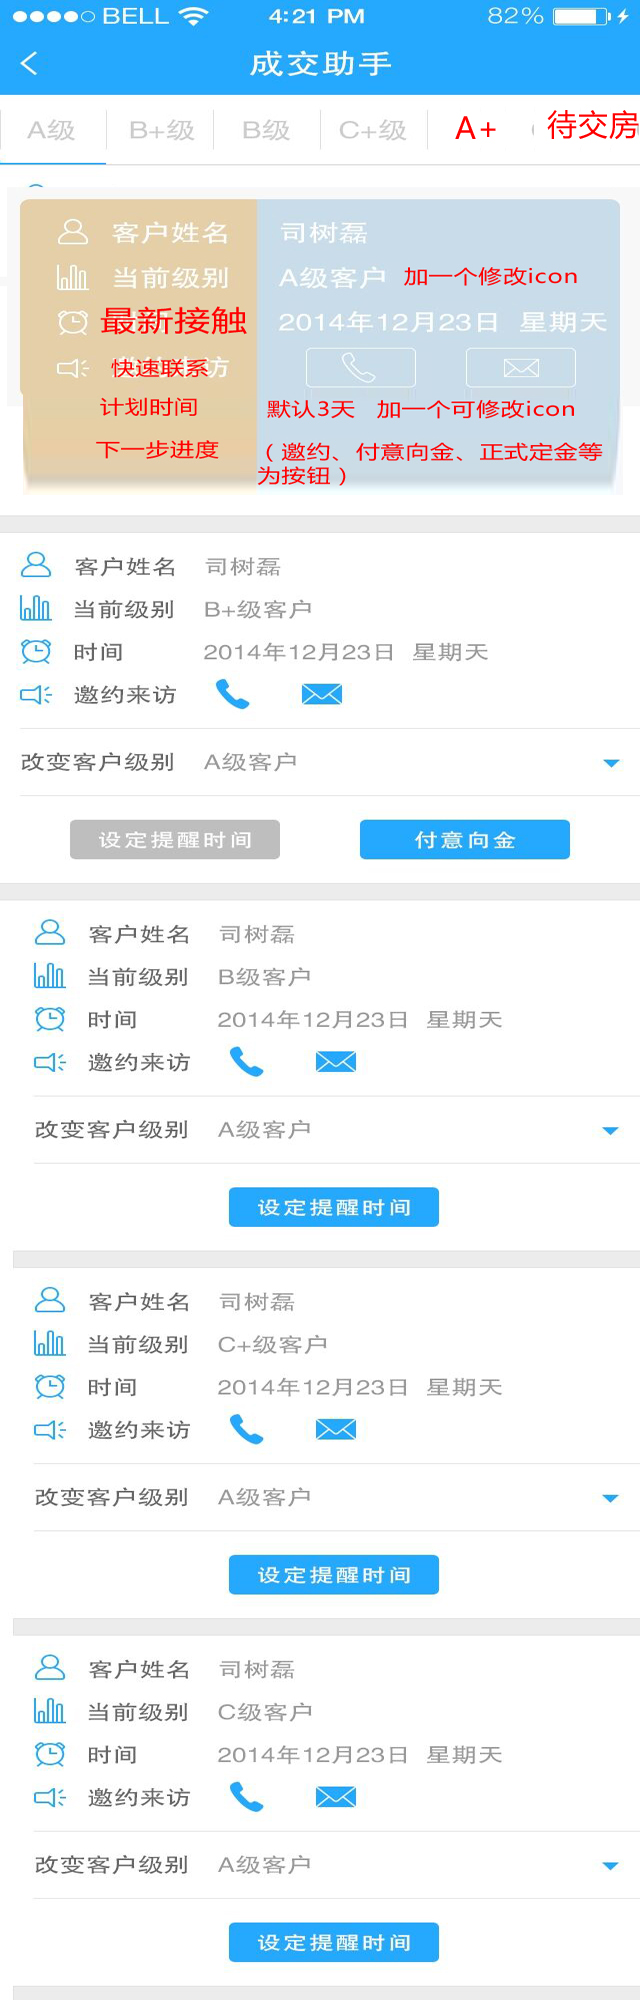 BELL 4:21 PM 82%
成交助手
A级 B+级 B级 C+级 A+ 待交房
客户姓名 司树磊
当前级别 A级客户 加一个修改icon
最新接触 2014年12月23日 星期天
快速联系
计划时间 默认3天 加一个可修改icon
下一步进度 （邀约、付意向金、正式定金等
为按钮）
客户姓名 司树磊
当前级别 B+级客户
时间 2014年12月23日 星期天
邀约来访
改变客户级别 A级客户
设定提醒时间 付意向金
客户姓名 司树磊
当前级别 B级客户
时间 2014年12月23日 星期天
邀约来访
改变客户级别 A级客户
设定提醒时间
客户姓名 司树磊
当前级别 C+级客户
时间 2014年12月23日 星期天
邀约来访
改变客户级别 A级客户
设定提醒时间
客户姓名 司树磊
当前级别 C级客户
时间 2014年12月23日 星期天
邀约来访
改变客户级别 A级客户
设定提醒时间